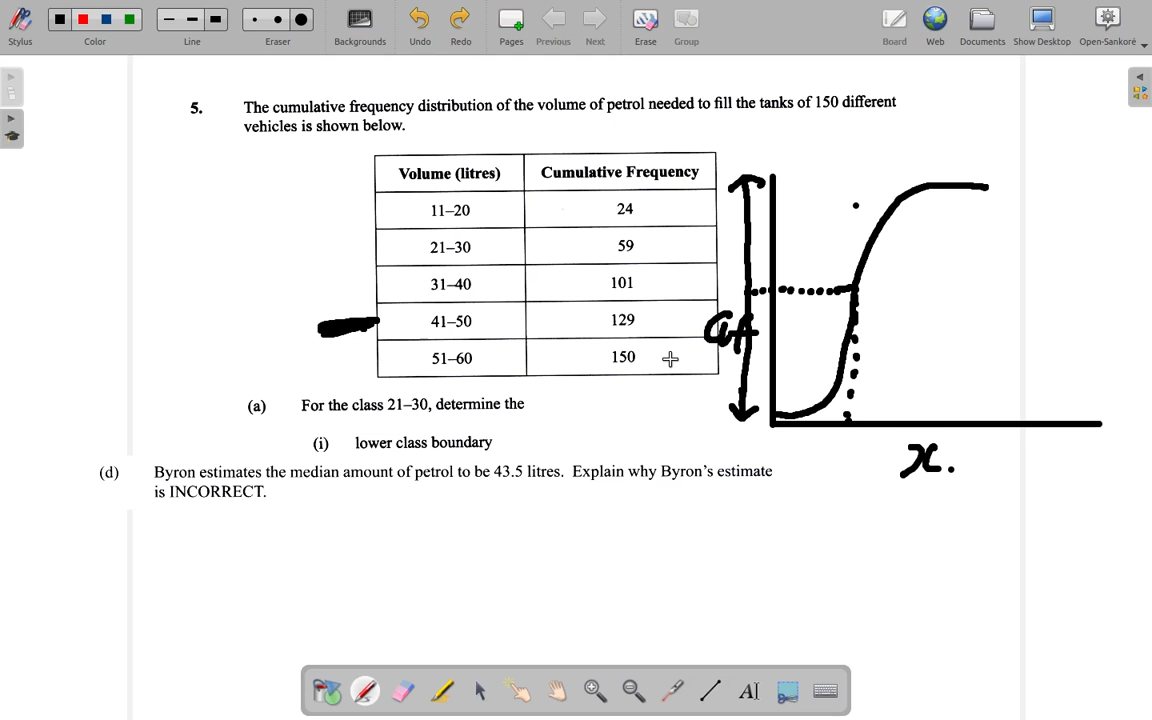 Stylus Color Line Eraser Backgrounds Undo Redo Pages Previous Next Erase Group Board Web Documents Show Desktop Open-Sankoré
5. The cumulative frequency distribution of the volume of petrol needed to fill the tanks of 150 different
vehicles is shown below.
Volume (litres) Cumulative Frequency
11–20 24
21–30 59
31–40 101
41–50 129
51–60 150
(a) For the class 21–30, determine the
(i) lower class boundary
(d) Byron estimates the median amount of petrol to be 43.5 litres. Explain why Byron's estimate
is INCORRECT.
cf
x.
AI